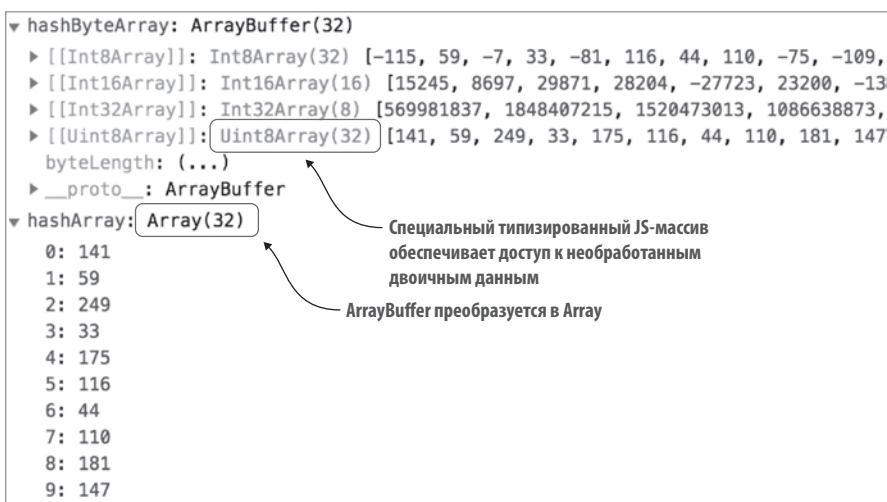 ▼ hashByteArray: ArrayBuffer(32)
▶ [[Int8Array]]: Int8Array(32) [-115, 59, -7, 33, -81, 116, 44, 110, -75, -109,
▶ [[Int16Array]]: Int16Array(16) [15245, 8697, 29871, 28204, -27723, 23200, -13
▶ [[Int32Array]]: Int32Array(8) [569981837, 1848407215, 1520473013, 1086638873,
▶ [[Uint8Array]]: Uint8Array(32) [141, 59, 249, 33, 175, 116, 44, 110, 181, 147
byteLength: (...)
▶ __proto__: ArrayBuffer
▼ hashArray: Array(32)
Специальный типизированный JS-массив
обеспечивает доступ к необработанным
двоичным данным
ArrayBuffer преобразуется в Array
0: 141
1: 59
2: 249
3: 33
4: 175
5: 116
6: 44
7: 110
8: 181
9: 147